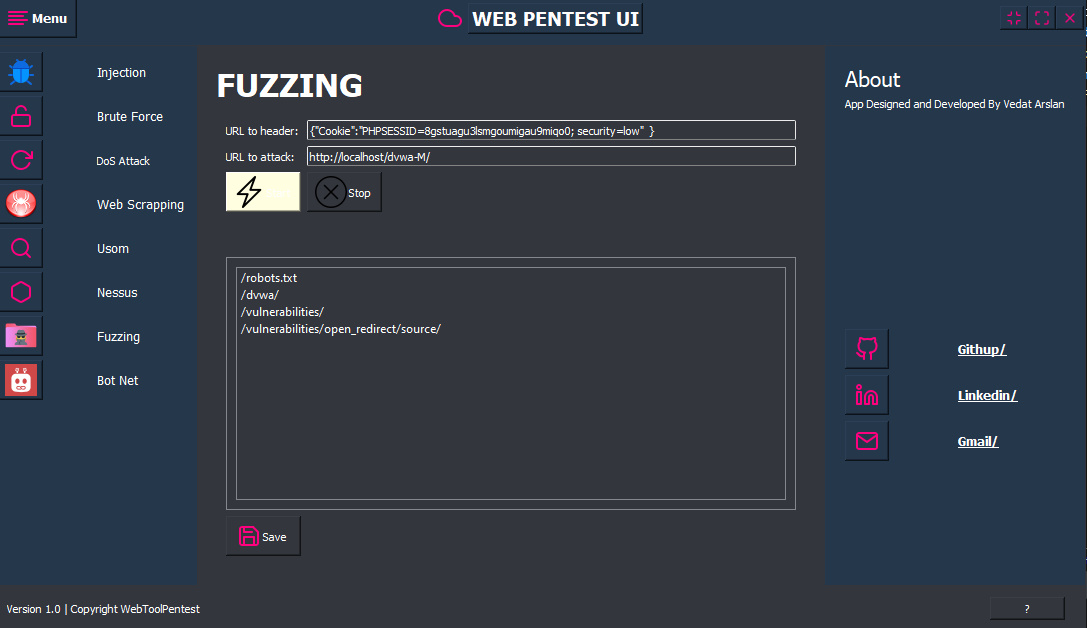 Menu
WEB PENTEST UI
Injection
Brute Force
DoS Attack
Web Scrapping
Usom
Nessus
Fuzzing
Bot Net
FUZZING
URL to header: {"Cookie":"PHPSESSID=8gstuagu3lsmgoumigau9miqo0; security=low" }
URL to attack: http://localhost/dvwa-M/
Stop
/robots.txt
/dvwa/
/vulnerabilities/
/vulnerabilities/open_redirect/source/
Save
About
App Designed and Developed By Vedat Arslan
Githup/
Linkedin/
Gmail/
Version 1.0 | Copyright WebToolPentest
?